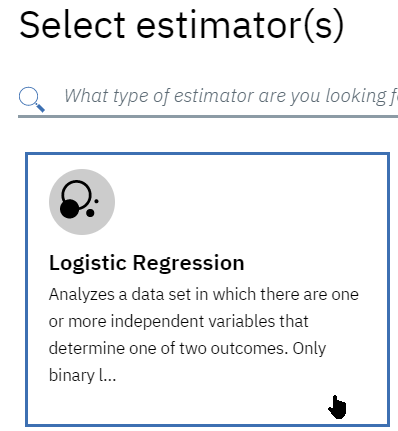 Select estimator(s)
What type of estimator are you looking f
Logistic Regression
Analyzes a data set in which there are one
or more independent variables that
determine one of two outcomes. Only
binary l...